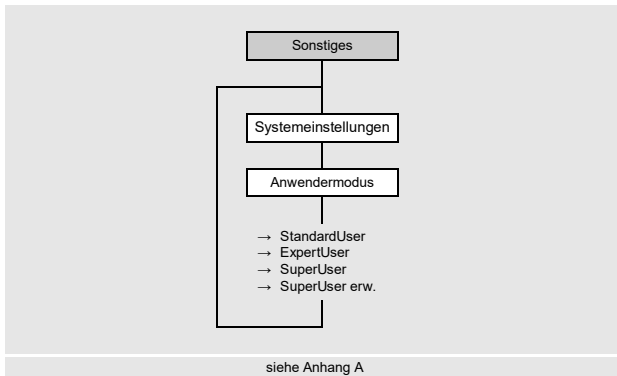 Sonstiges
Systemeinstellungen
Anwendermodus
→ StandardUser
→ ExpertUser
→ SuperUser
→ SuperUser erw.
siehe Anhang A